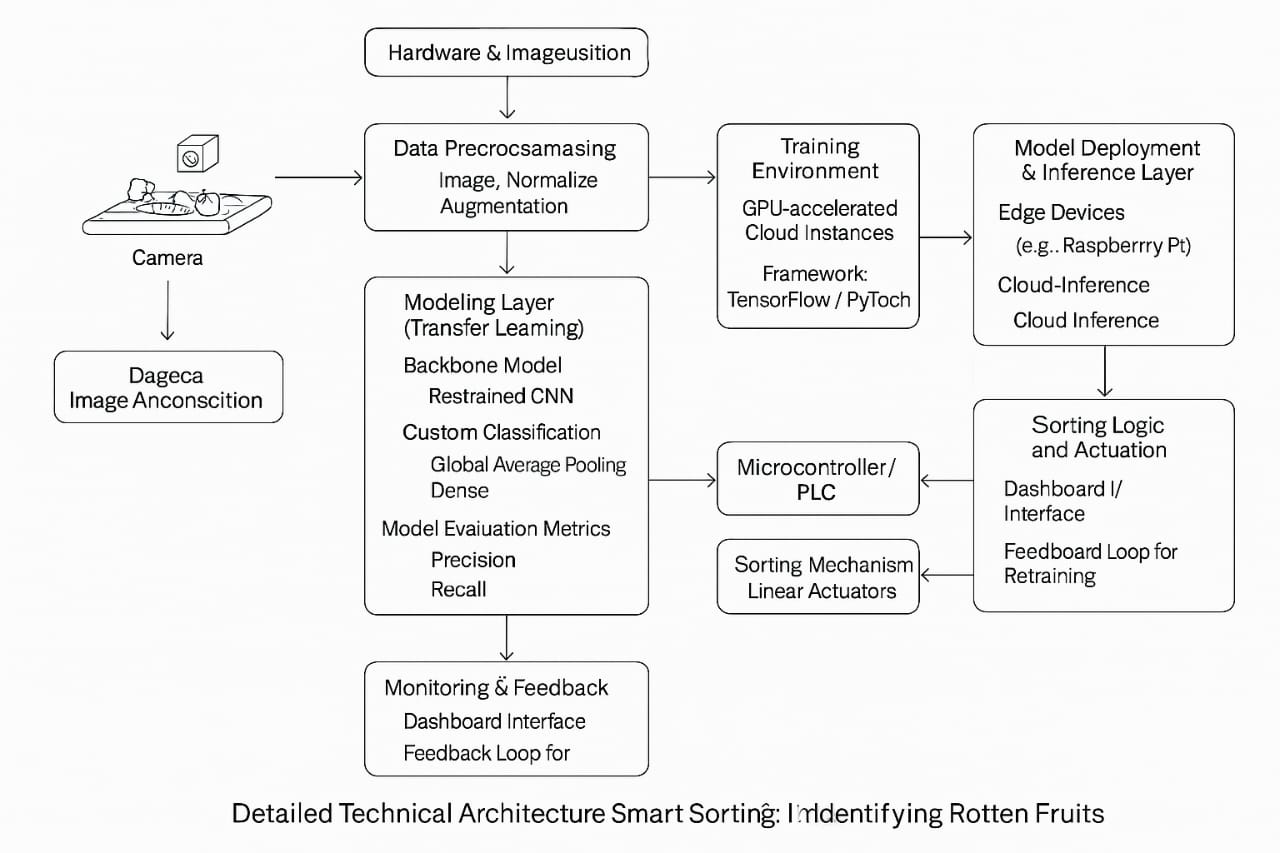 Hardware & Imageusition
Data Precrocsamasing
Image, Normalize
Augmentation
Training
Environment
GPU-accelerated
Cloud Instances
Framework:
TensorFlow / PyToch
Model Deployment
& Inference Layer
Edge Devices
(e.g.. Raspberrry Pt)
Cloud-Inference
Cloud Inference
Camera
Dageca
Image Anconscition
Modeling Layer
(Transfer Leaming)
Backbone Model
Restrained CNN
Custom Classification
Global Average Pooling
Dense
Model Evaiuation Metrics
Precision
Recall
Microcontroller/
PLC
Sorting Mechanism
Linear Actuators
Sorting Logic
and Actuation
Dashboard I/
Interface
Feedboard Loop for
Retraining
Monitoring & Feedback
Dashboard Interface
Feedback Loop for
Detailed Technical Architecture Smart Sorting: Rotten Fruits